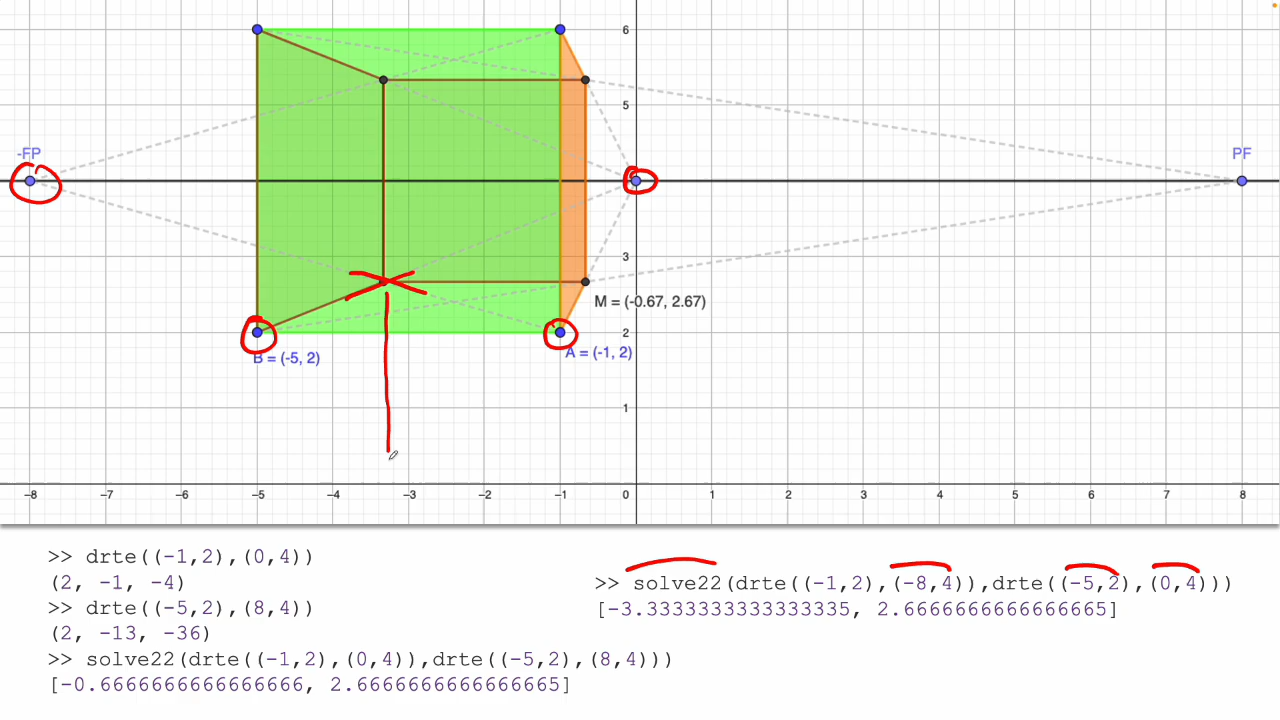 6
5
-FP
PF
3
M = (-0.67, 2.67)
2
B = (-5, 2)
A = (-1, 2)
1
−8 −7 −6 −5 −4 −3 −2 −1 0 1 2 3 4 5 6 7 8
>> drte((-1,2),(0,4))
(2, -1, -4)
>> drte((-5,2),(8,4))
(2, -13, -36)
>> solve22(drte((-1,2),(0,4)),drte((-5,2),(8,4)))
[-0.6666666666666666, 2.6666666666666665]
>> solve22(drte((-1,2),(-8,4)),drte((-5,2),(0,4)))
[-3.3333333333333335, 2.6666666666666665]